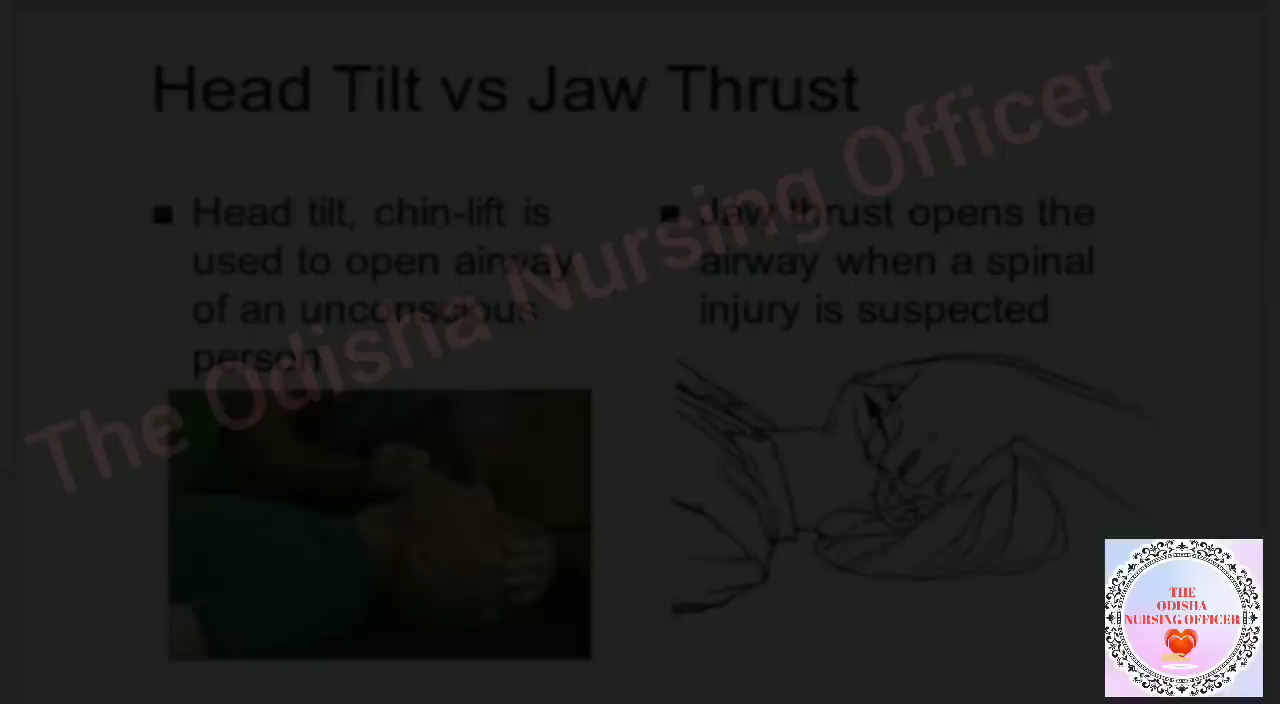 Head Tilt vs Jaw Thrust
■ Head tilt, chin-lift is
used to open airway
of an unconscious
person
■ Jaw thrust opens the
airway when a spinal
injury is suspected
The Odisha Nursing Officer
THE
ODISHA
NURSING OFFICER